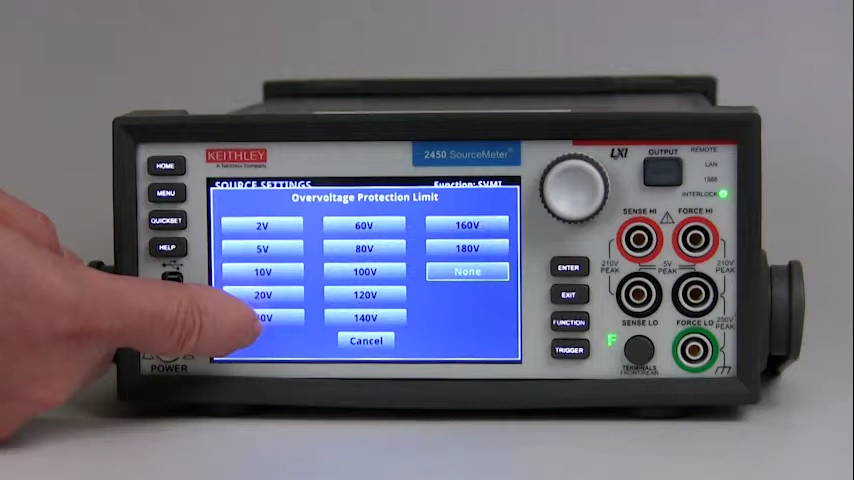 KEITHLEY
A Tektronix Company
2450 SourceMeter®
LXI
OUTPUT
REMOTE
LAN
1588
INTERLOCK
HOME
MENU
QUICKSET
HELP
POWER
SOURCE SETTINGS
Function: SVMI
Overvoltage Protection Limit
2V
60V
160V
5V
80V
180V
10V
100V
None
20V
120V
140V
Cancel
ENTER
EXIT
FUNCTION
TRIGGER
SENSE HI
FORCE HI
210V
PEAK
5V
PEAK
210V
PEAK
SENSE LO
FORCE LO
250V
PEAK
F
TERMINALS
FRONT/REAR